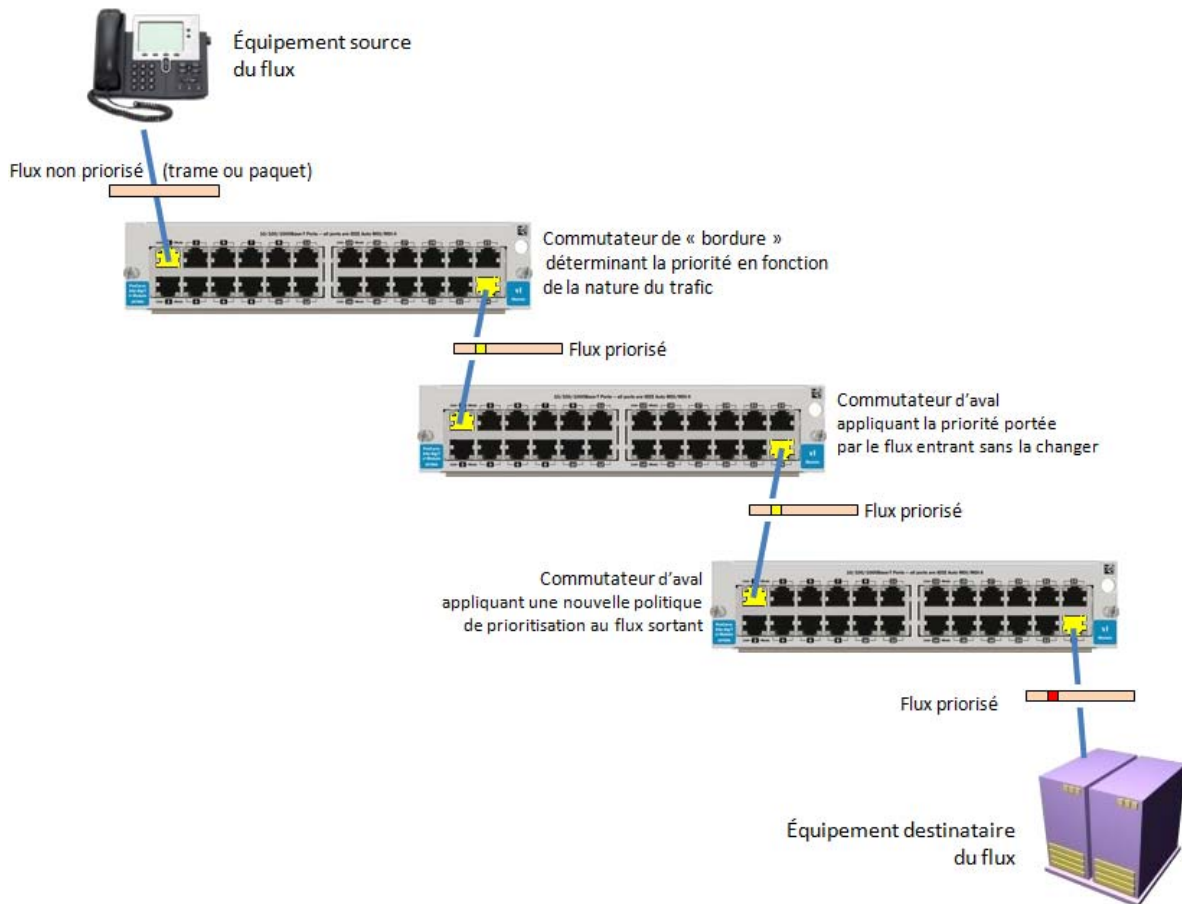 Équipement source
du flux
Flux non priorisé (trame ou paquet)
Commutateur de « bordure »
déterminant la priorité en fonction
de la nature du trafic
Flux priorisé
Commutateur d'aval
appliquant la priorité portée
par le flux entrant sans la changer
Flux priorisé
Commutateur d'aval
appliquant une nouvelle politique
de prioritisation au flux sortant
Flux priorisé
Équipement destinataire
du flux